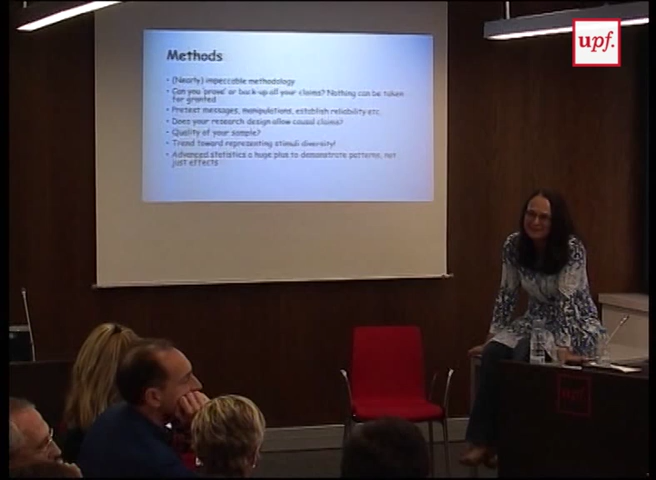 upf.
Methods
• (Nearly) impeccable methodology
• Can you 'prove' or back-up all your claims? Nothing can be taken
for granted
• Pretest messages, manipulations, establish reliability etc.
• Does your research design allow causal claims?
• Quality of your sample?
• Trend toward representing stimuli diversity!
• Advanced statistics a huge plus to demonstrate patterns, not
just effects
upf.